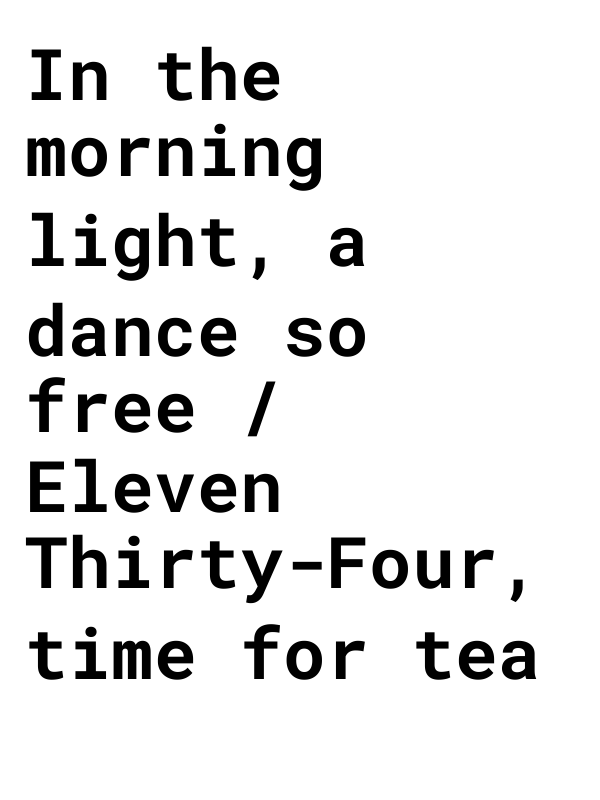 In the
morning
light, a
dance so
free /
Eleven
Thirty-Four,
time for tea